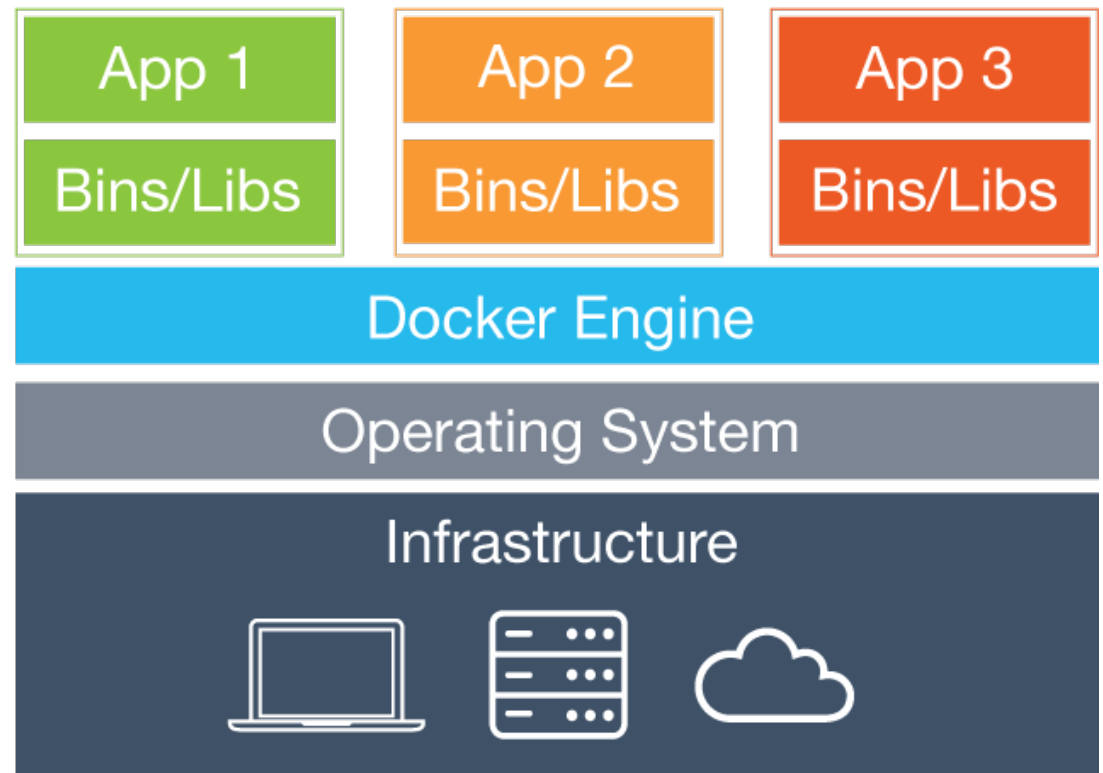 App 1
App 2
App 3
Bins/Libs
Bins/Libs
Bins/Libs
Docker Engine
Operating System
Infrastructure